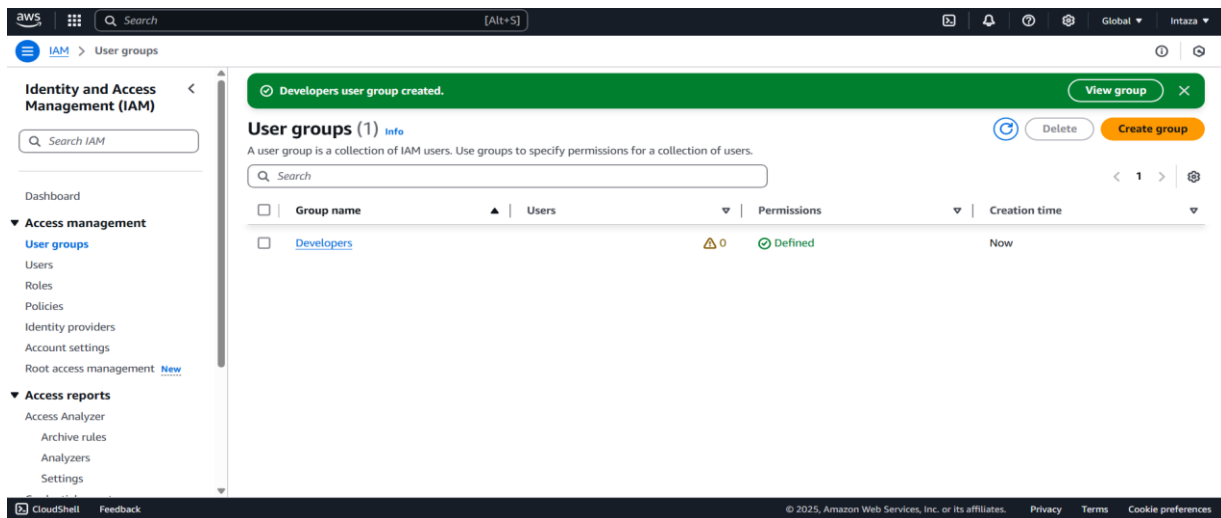 aws Search [Alt+S] Global Intaza
IAM > User groups
Identity and Access
Management (IAM)
Search IAM
Dashboard
Access management
User groups
Users
Roles
Policies
Identity providers
Account settings
Root access management New
Access reports
Access Analyzer
Archive rules
Analyzers
Settings
Developers user group created. View group
User groups (1) Info Delete Create group
A user group is a collection of IAM users. Use groups to specify permissions for a collection of users.
Search < 1 >
Group name Users Permissions Creation time
Developers 0 Defined Now
CloudShell Feedback © 2025, Amazon Web Services, Inc. or its affiliates. Privacy Terms Cookie preferences